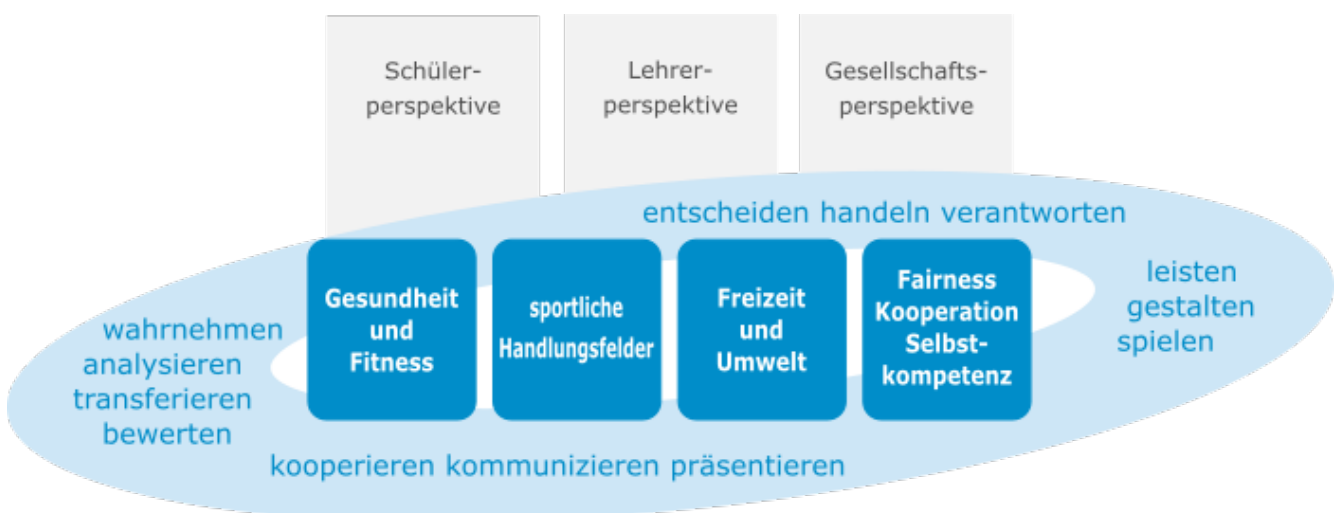 Schüler-
perspektive
Lehrer-
perspektive
Gesellschafts-
perspektive
entscheiden handeln verantworten
leisten
gestalten
spielen
Gesundheit
und
Fitness
sportliche
Handlungsfelder
Freizeit
und
Umwelt
Fairness
Kooperation
Selbst-
kompetenz
wahrnehmen
analysieren
transferieren
bewerten
kooperieren kommunizieren präsentieren